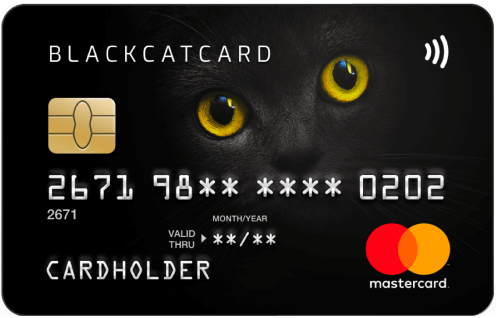 BLACKCATCARD
2671 98** **** 0202
2671
MONTH/YEAR
VALID THRU **/**
CARDHOLDER
mastercard.